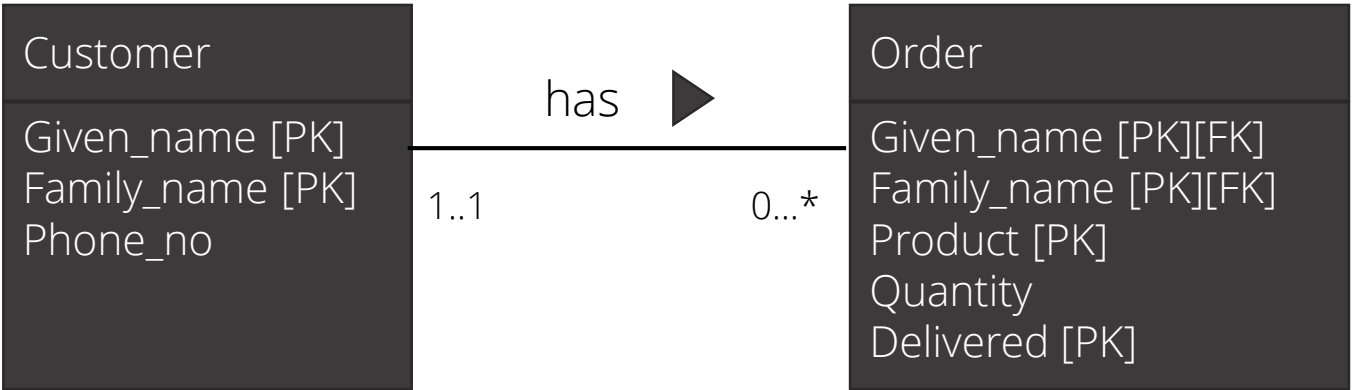 Customer
Given_name [PK]
Family_name [PK]
Phone_no
has
1..1
0...*
Order
Given_name [PK][FK]
Family_name [PK][FK]
Product [PK]
Quantity
Delivered [PK]